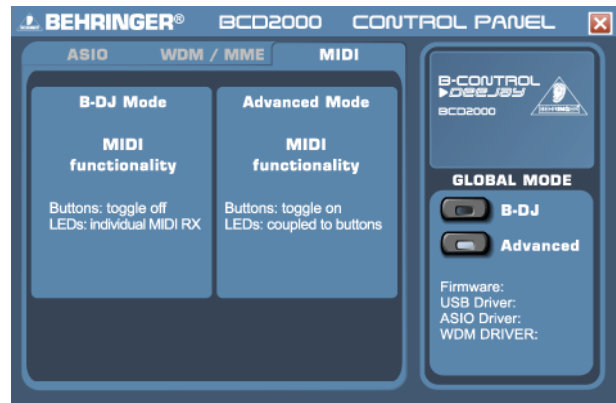 BEHRINGER® BCD2000 CONTROL PANEL
ASIO WDM / MME MIDI
B-DJ Mode
MIDI
functionality
Buttons: toggle off
LEDs: individual MIDI RX
Advanced Mode
MIDI
functionality
Buttons: toggle on
LEDs: coupled to buttons
B-CONTROL
DEEJAY
BCD2000
BEHRINGER
GLOBAL MODE
B-DJ
Advanced
Firmware:
USB Driver:
ASIO Driver:
WDM DRIVER: